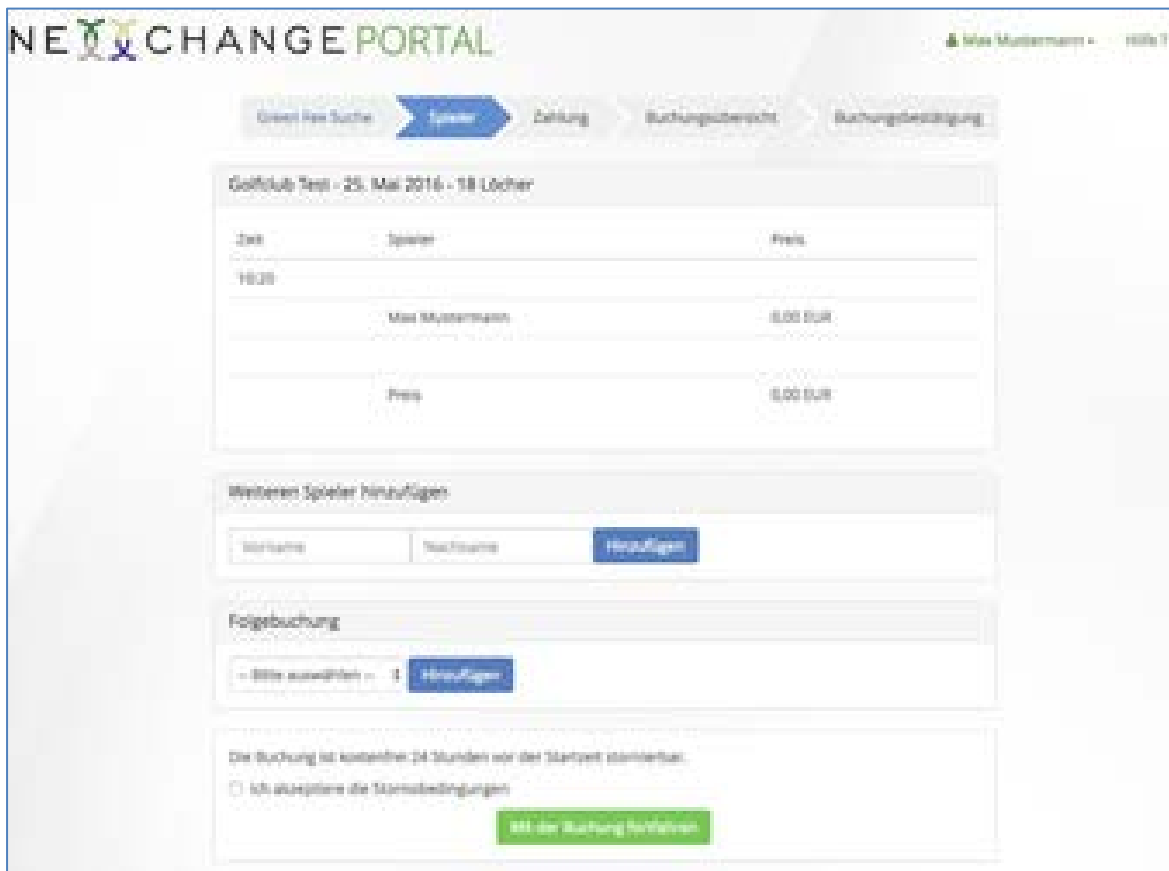 NEXXCHANGE PORTAL
Max Mustermann Hilfe ?
Green Fee Suche Spieler Zahlung Buchungsübersicht Buchungsbestätigung
Golfclub Test - 25. Mai 2016 - 18 Löcher
Zeit Spieler Preis
Max Mustermann 0,00 EUR
Preis 0,00 EUR
Weiteren Spieler hinzufügen
Vorname Nachname Hinzufügen
Folgebuchung
-- Bitte auswählen -- Hinzufügen
Die Buchung ist kostenfrei 24 Stunden vor der Startzeit stornierbar.
Ich akzeptiere die Stornobedingungen
Mit der Buchung fortfahren